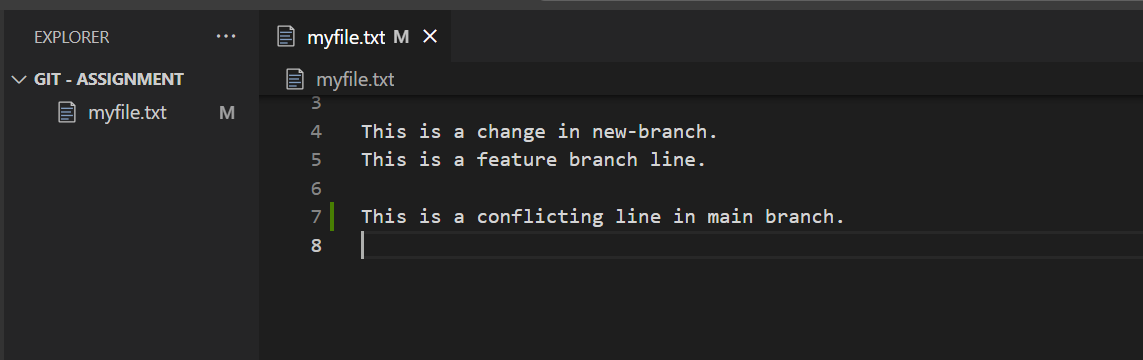 EXPLORER ...
GIT - ASSIGNMENT
myfile.txt M
myfile.txt M
myfile.txt
3
4 This is a change in new-branch.
5 This is a feature branch line.
6
7 This is a conflicting line in main branch.
8